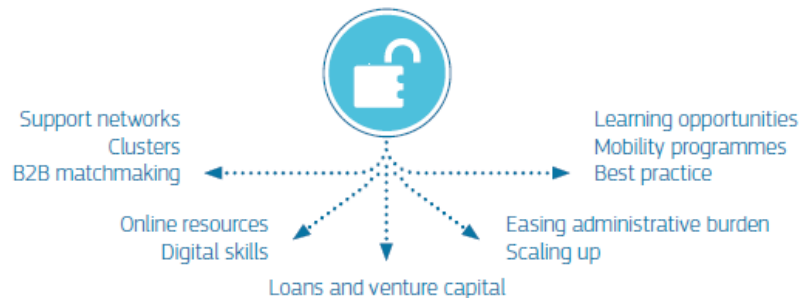 Support networks
Clusters
B2B matchmaking
Learning opportunities
Mobility programmes
Best practice
Online resources
Digital skills
Easing administrative burden
Scaling up
Loans and venture capital